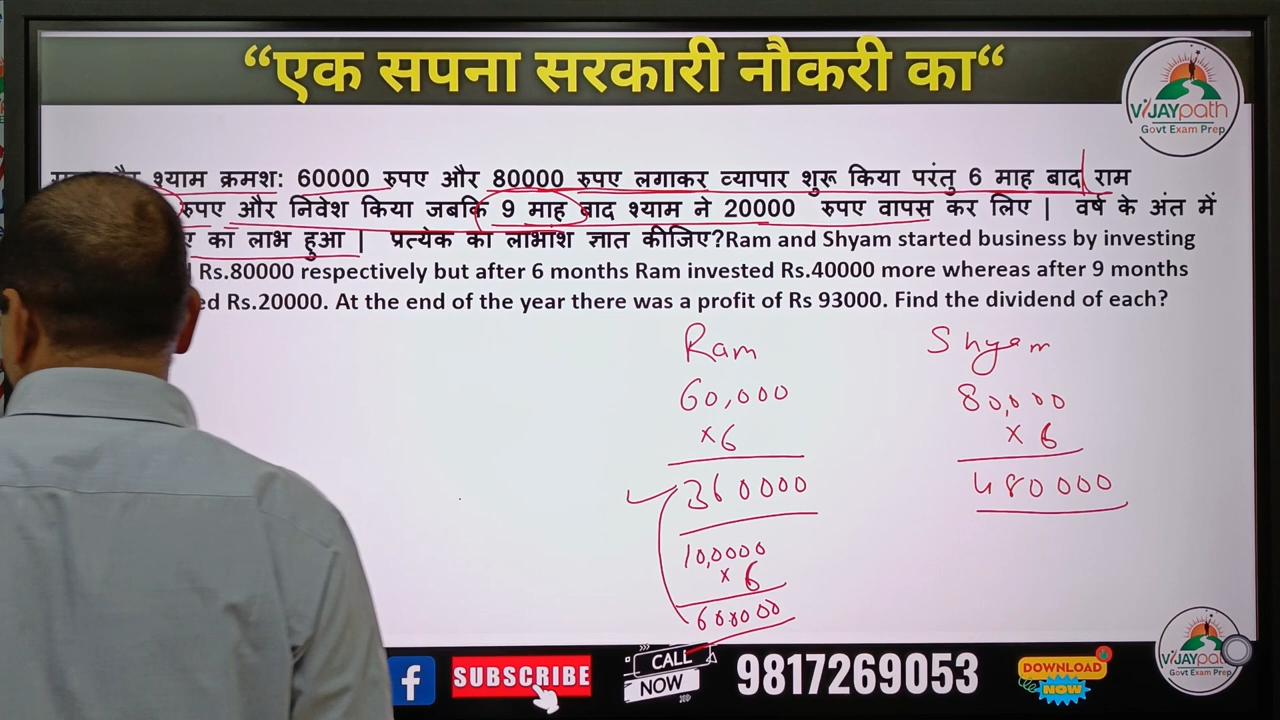 “एक सपना सरकारी नौकरी का“
VIJAYpath
Govt Exam Prep
श्याम क्रमश: 60000 रुपए और 80000 रुपए लगाकर व्यापार शुरू किया परंतु 6 माह बाद राम
रुपए और निवेश किया जबकि 9 माह बाद श्याम ने 20000 रुपए वापस कर लिए | वर्ष के अंत में
का लाभ हुआ | प्रत्येक का लाभांश ज्ञात कीजिए?Ram and Shyam started business by investing
Rs.80000 respectively but after 6 months Ram invested Rs.40000 more whereas after 9 months
Rs.20000. At the end of the year there was a profit of Rs 93000. Find the dividend of each?
Ram Shyam
60,000 80,000
×6 × 6
360000 480000
10,0000
× 6
600000
f SUBSCRIBE CALL NOW 9817269053 DOWNLOAD NOW
Govt Exam Prep